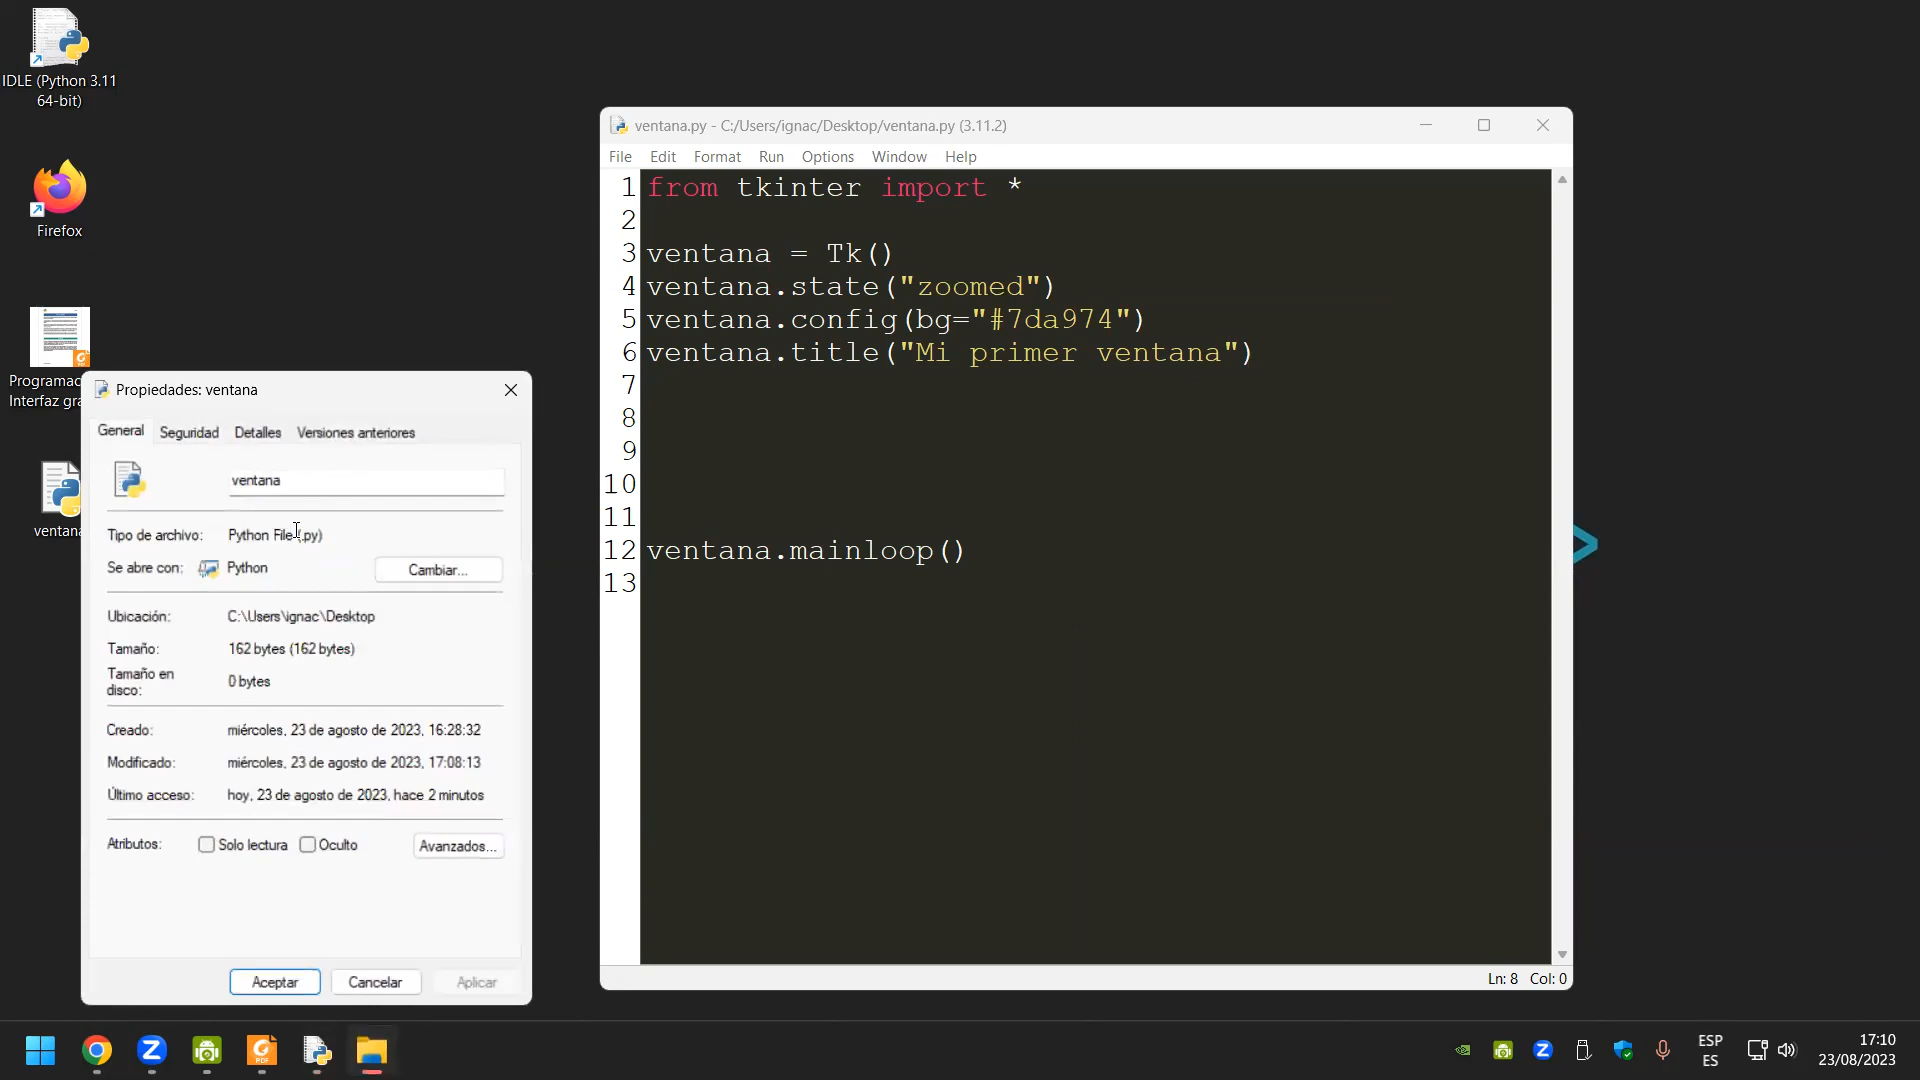 IDLE (Python 3.11
64-bit)
Firefox
Programac
Interfaz gra
ventana
Propiedades: ventana
General
Seguridad
Detalles
Versiones anteriores
ventana
Tipo de archivo:
Python File (.py)
Se abre con:
Python
Cambiar...
Ubicación:
C:\Users\ignac\Desktop
Tamaño:
162 bytes (162 bytes)
Tamaño en
disco:
0 bytes
Creado:
miércoles, 23 de agosto de 2023, 16:28:32
Modificado:
miércoles, 23 de agosto de 2023, 17:08:13
Último acceso:
hoy, 23 de agosto de 2023, hace 2 minutos
Atributos:
Solo lectura
Oculto
Avanzados...
Aceptar
Cancelar
Aplicar
ventana.py - C:/Users/ignac/Desktop/ventana.py (3.11.2)
File Edit Format Run Options Window Help
1 from tkinter import *
2
3 ventana = Tk()
4 ventana.state("zoomed")
5 ventana.config(bg="#7da974")
6 ventana.title("Mi primer ventana")
7
8
9
10
11
12 ventana.mainloop()
13
Ln: 8 Col: 0
ESP
ES
17:10
23/08/2023